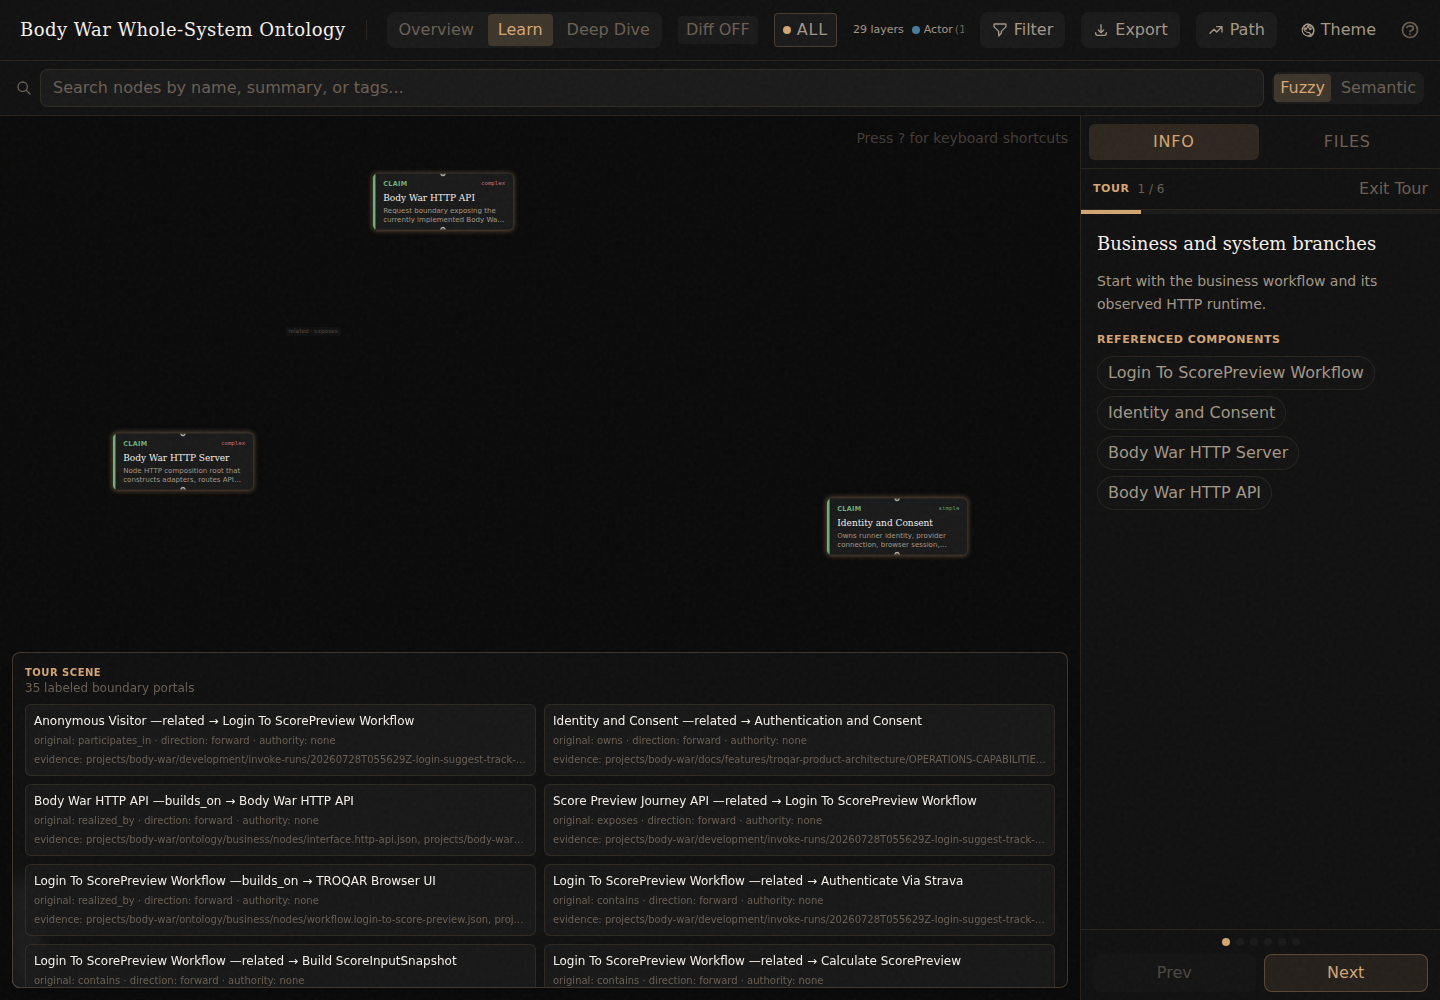 Body War Whole-System Ontology
Overview
Learn
Deep Dive
Diff OFF
ALL
29 layers
Actor (1
Filter
Export
Path
Theme
Search nodes by name, summary, or tags...
Fuzzy
Semantic
Press ? for keyboard shortcuts
CLAIM
complex
Body War HTTP API
Request boundary exposing the
currently implemented Body Wa...
related · exposes
CLAIM
complex
Body War HTTP Server
Node HTTP composition root that
constructs adapters, routes API...
CLAIM
simple
Identity and Consent
Owns runner identity, provider
connection, browser session,...
TOUR SCENE
35 labeled boundary portals
Anonymous Visitor —related → Login To ScorePreview Workflow
original: participates_in · direction: forward · authority: none
evidence: projects/body-war/development/invoke-runs/20260728T055629Z-login-suggest-track-...
Identity and Consent —related → Authentication and Consent
original: owns · direction: forward · authority: none
evidence: projects/body-war/docs/features/troqar-product-architecture/OPERATIONS-CAPABILITIE...
Body War HTTP API —builds_on → Body War HTTP API
original: realized_by · direction: forward · authority: none
evidence: projects/body-war/ontology/business/nodes/interface.http-api.json, projects/body-war...
Score Preview Journey API —related → Login To ScorePreview Workflow
original: exposes · direction: forward · authority: none
evidence: projects/body-war/development/invoke-runs/20260728T055629Z-login-suggest-track-...
Login To ScorePreview Workflow —builds_on → TROQAR Browser UI
original: realized_by · direction: forward · authority: none
evidence: projects/body-war/ontology/business/nodes/workflow.login-to-score-preview.json, proj...
Login To ScorePreview Workflow —related → Authenticate Via Strava
original: contains · direction: forward · authority: none
evidence: projects/body-war/development/invoke-runs/20260728T055629Z-login-suggest-track-...
Login To ScorePreview Workflow —related → Build ScoreInputSnapshot
original: contains · direction: forward · authority: none
Login To ScorePreview Workflow —related → Calculate ScorePreview
original: contains · direction: forward · authority: none
INFO
FILES
TOUR 1 / 6
Exit Tour
Business and system branches
Start with the business workflow and its
observed HTTP runtime.
REFERENCED COMPONENTS
Login To ScorePreview Workflow
Identity and Consent
Body War HTTP Server
Body War HTTP API
Prev
Next